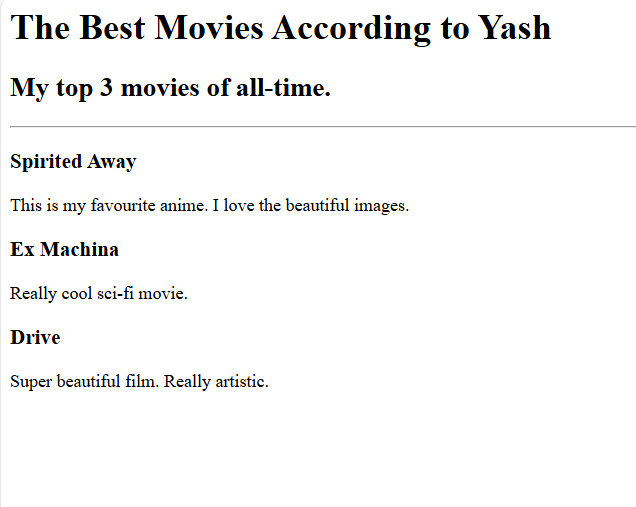 The Best Movies According to Yash
My top 3 movies of all-time.
Spirited Away
This is my favourite anime. I love the beautiful images.
Ex Machina
Really cool sci-fi movie.
Drive
Super beautiful film. Really artistic.